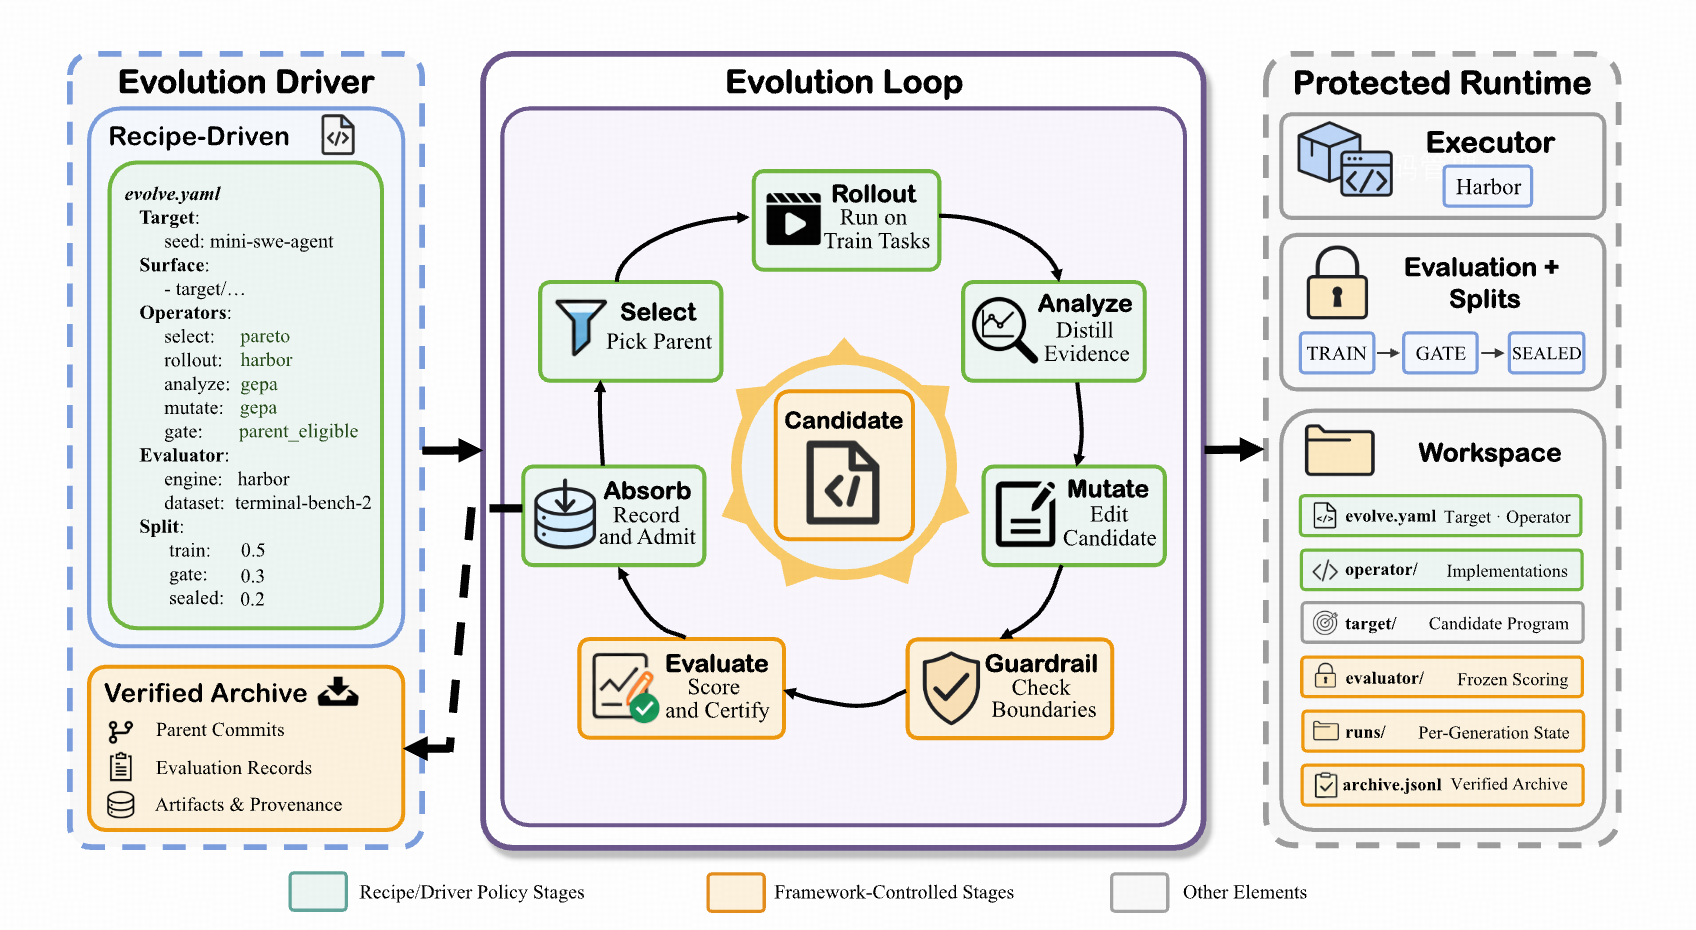 Evolution Driver
Recipe-Driven
evolve.yaml
Target:
seed: mini-swe-agent
Surface:
- target/...
Operators:
select: pareto
rollout: harbor
analyze: gepa
mutate: gepa
gate: parent_eligible
Evaluator:
engine: harbor
dataset: terminal-bench-2
Split:
train: 0.5
gate: 0.3
sealed: 0.2
Verified Archive
Parent Commits
Evaluation Records
Artifacts & Provenance
Evolution Loop
Rollout
Run on
Train Tasks
Analyze
Distill
Evidence
Mutate
Edit
Candidate
Guardrail
Check
Boundaries
Evaluate
Score
and Certify
Absorb
Record
and Admit
Select
Pick Parent
Candidate
Protected Runtime
Executor
Harbor
Evaluation +
Splits
TRAIN
GATE
SEALED
Workspace
evolve.yaml Target · Operator
operator/ Implementations
target/ Candidate Program
evaluator/ Frozen Scoring
runs/ Per-Generation State
archive.jsonl Verified Archive
Recipe/Driver Policy Stages
Framework-Controlled Stages
Other Elements